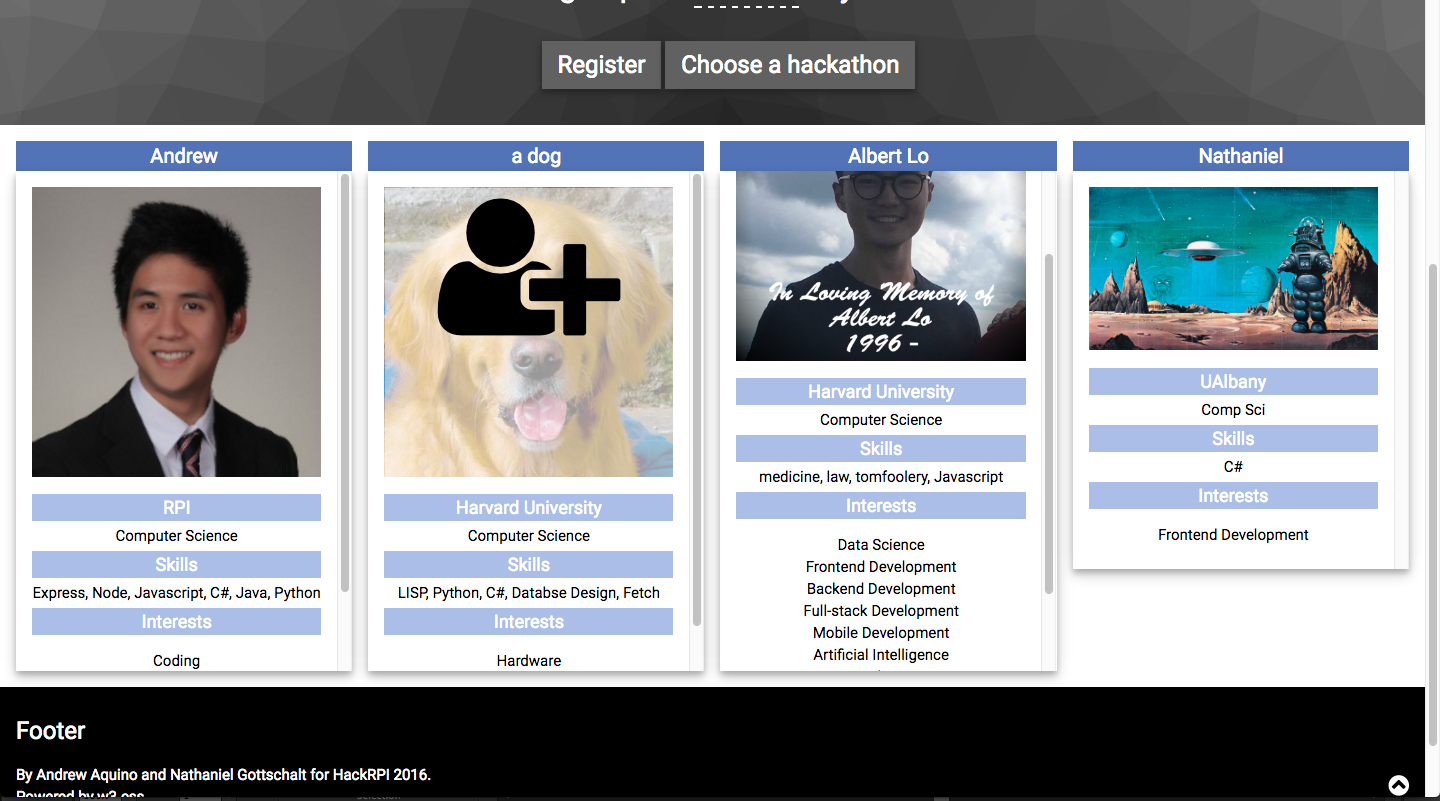 Register
Choose a hackathon
Andrew
RPI
Computer Science
Skills
Express, Node, Javascript, C#, Java, Python
Interests
Coding
a dog
Harvard University
Computer Science
Skills
LISP, Python, C#, Databse Design, Fetch
Interests
Hardware
Albert Lo
In Loving Memory of
Albert Lo
1996 -
Harvard University
Computer Science
Skills
medicine, law, tomfoolery, Javascript
Interests
Data Science
Frontend Development
Backend Development
Full-stack Development
Mobile Development
Artificial Intelligence
Nathaniel
UAlbany
Comp Sci
Skills
C#
Interests
Frontend Development
Footer
By Andrew Aquino and Nathaniel Gottschalt for HackRPI 2016.
Powered by w3.css